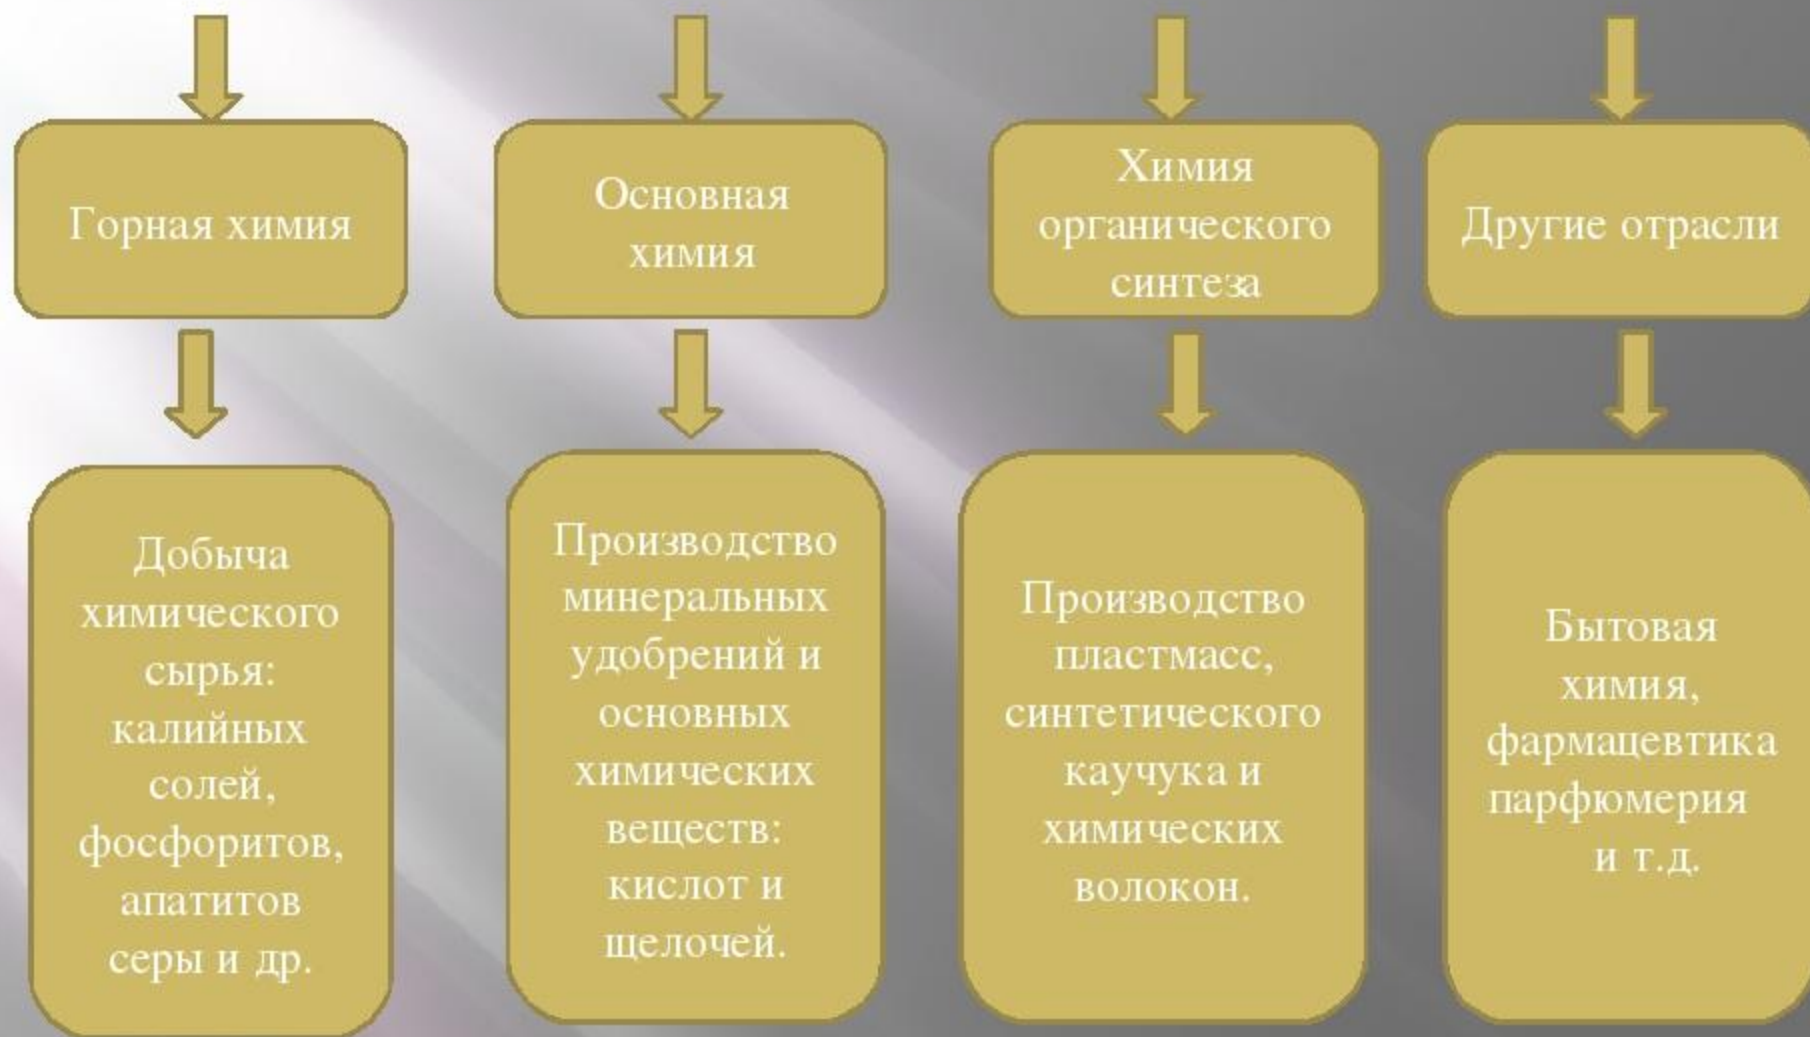 Горная химия
Основная
химия
Химия
органического
синтеза
Другие отрасли
Добыча
химического
сырья:
калийных
солей,
фосфоритов,
апатитов
серы и др.
Производство
минеральных
удобрений и
основных
химических
веществ:
кислот и
щелочей.
Производство
пластмасс,
синтетического
каучука и
химических
волокон.
Бытовая
химия,
фармацевтика
парфюмерия
и т.д.